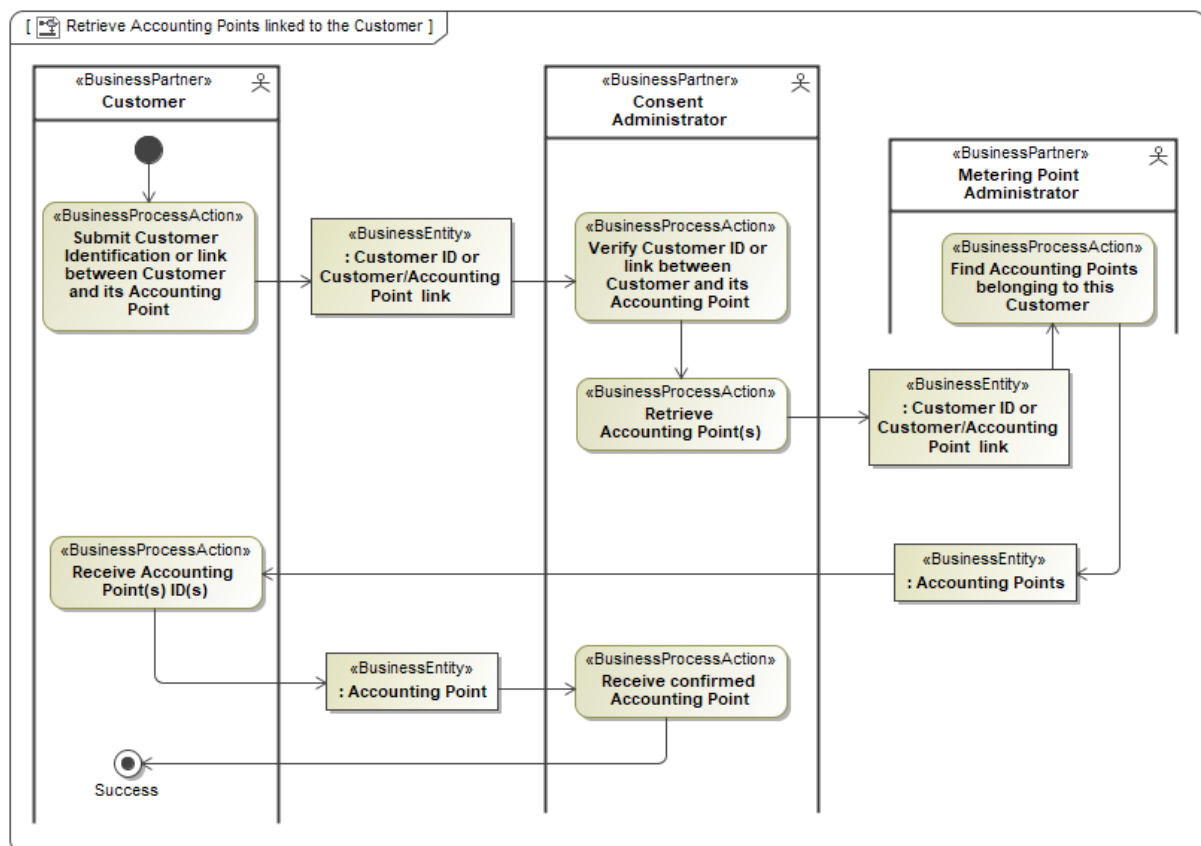 [ Retrieve Accounting Points linked to the Customer ]
«BusinessPartner»
Customer
«BusinessPartner»
Consent
Administrator
«BusinessPartner»
Metering Point
Administrator
«BusinessProcessAction»
Submit Customer
Identification or link
between Customer
and its Accounting
Point
«BusinessEntity»
: Customer ID or
Customer/Accounting
Point link
«BusinessProcessAction»
Verify Customer ID or
link between
Customer and its
Accounting Point
«BusinessProcessAction»
Find Accounting Points
belonging to this
Customer
«BusinessProcessAction»
Retrieve
Accounting Point(s)
«BusinessEntity»
: Customer ID or
Customer/Accounting
Point link
«BusinessProcessAction»
Receive Accounting
Point(s) ID(s)
«BusinessEntity»
: Accounting Points
«BusinessEntity»
: Accounting Point
«BusinessProcessAction»
Receive confirmed
Accounting Point
Success